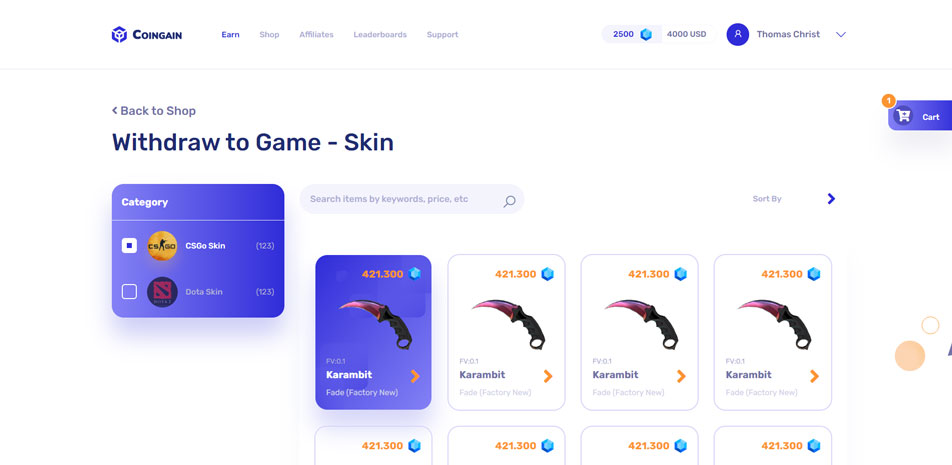 Coingain
Earn
Shop
Affiliates
Leaderboards
Support
2500
4000 USD
Thomas Christ
1
Cart
Back to Shop
Withdraw to Game - Skin
Category
CSGO
CSGo Skin
(123)
DOTA 2
Dota Skin
(123)
Search items by keywords, price, etc
Sort By
421.300
FV:0.1
Karambit
Fade (Factory New)
421.300
FV:0.1
Karambit
Fade (Factory New)
421.300
FV:0.1
Karambit
Fade (Factory New)
421.300
FV:0.1
Karambit
Fade (Factory New)
421.300
421.300
421.300
421.300